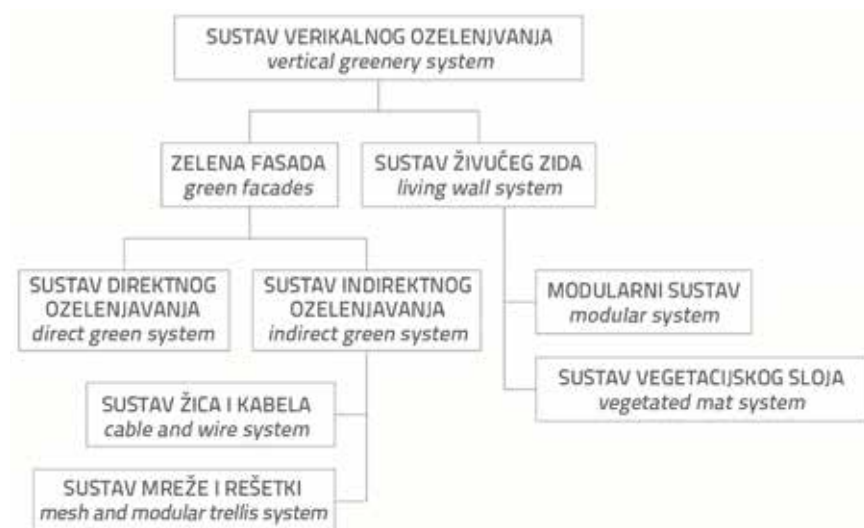 SUSTAV VERIKALNOG OZELENJVANJA
vertical greenery system
ZELENA FASADA
green facades
SUSTAV ŽIVUĆEG ZIDA
living wall system
SUSTAV DIREKTNOG
OZELENJAVANJA
direct green system
SUSTAV INDIREKTNOG
OZELENJAVANJA
indirect green system
MODULARNI SUSTAV
modular system
SUSTAV VEGETACIJSKOG SLOJA
vegetated mat system
SUSTAV ŽICA I KABELA
cable and wire system
SUSTAV MREŽE I REŠETKI
mesh and modular trellis system